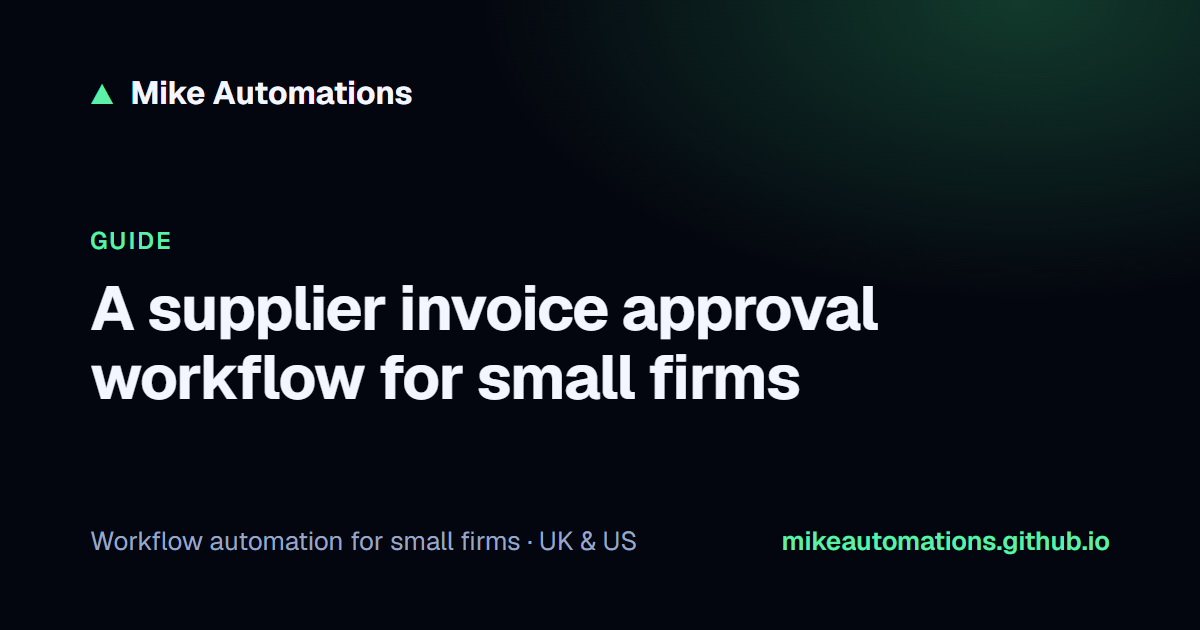 Mike Automations
GUIDE
A supplier invoice approval
workflow for small firms
Workflow automation for small firms · UK & US
mikeautomations.github.io